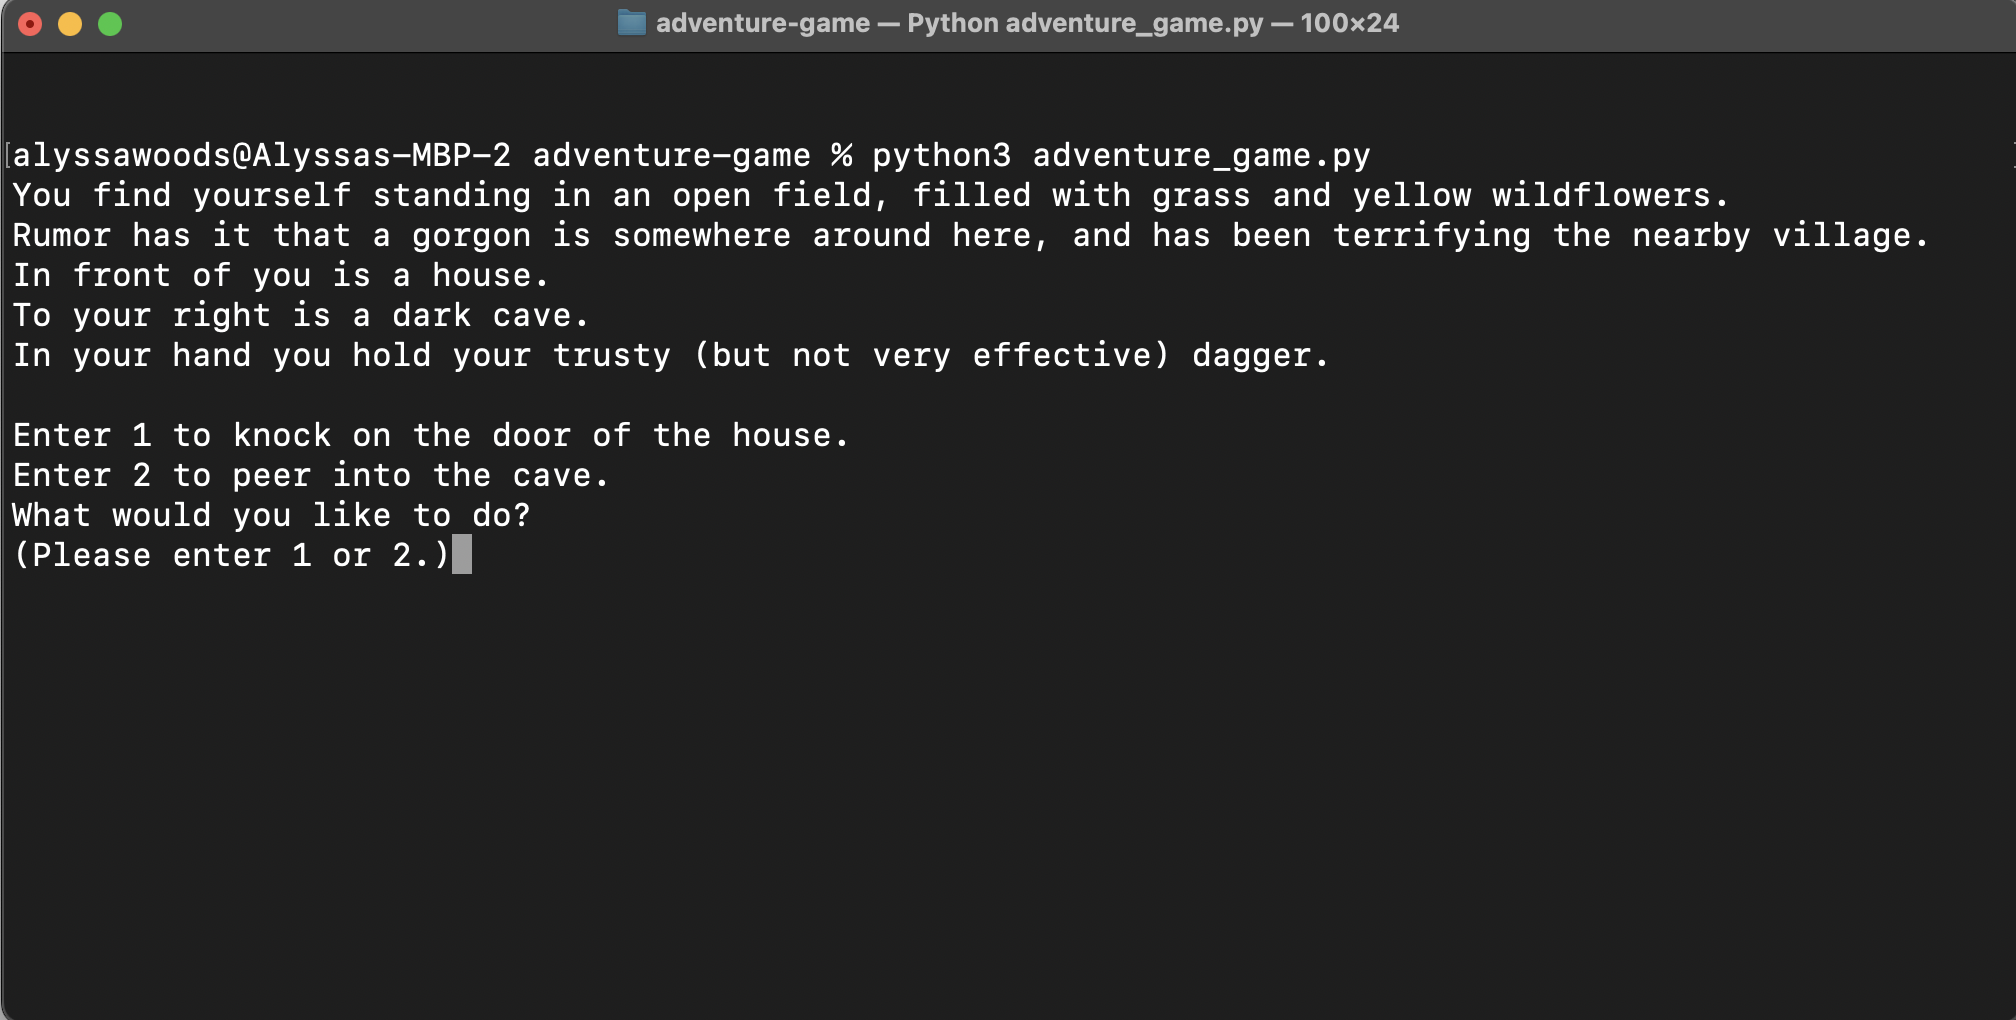 adventure-game — Python adventure_game.py — 100×24
[alyssawoods@Alyssas-MBP-2 adventure-game % python3 adventure_game.py
You find yourself standing in an open field, filled with grass and yellow wildflowers.
Rumor has it that a gorgon is somewhere around here, and has been terrifying the nearby village.
In front of you is a house.
To your right is a dark cave.
In your hand you hold your trusty (but not very effective) dagger.
Enter 1 to knock on the door of the house.
Enter 2 to peer into the cave.
What would you like to do?
(Please enter 1 or 2.)